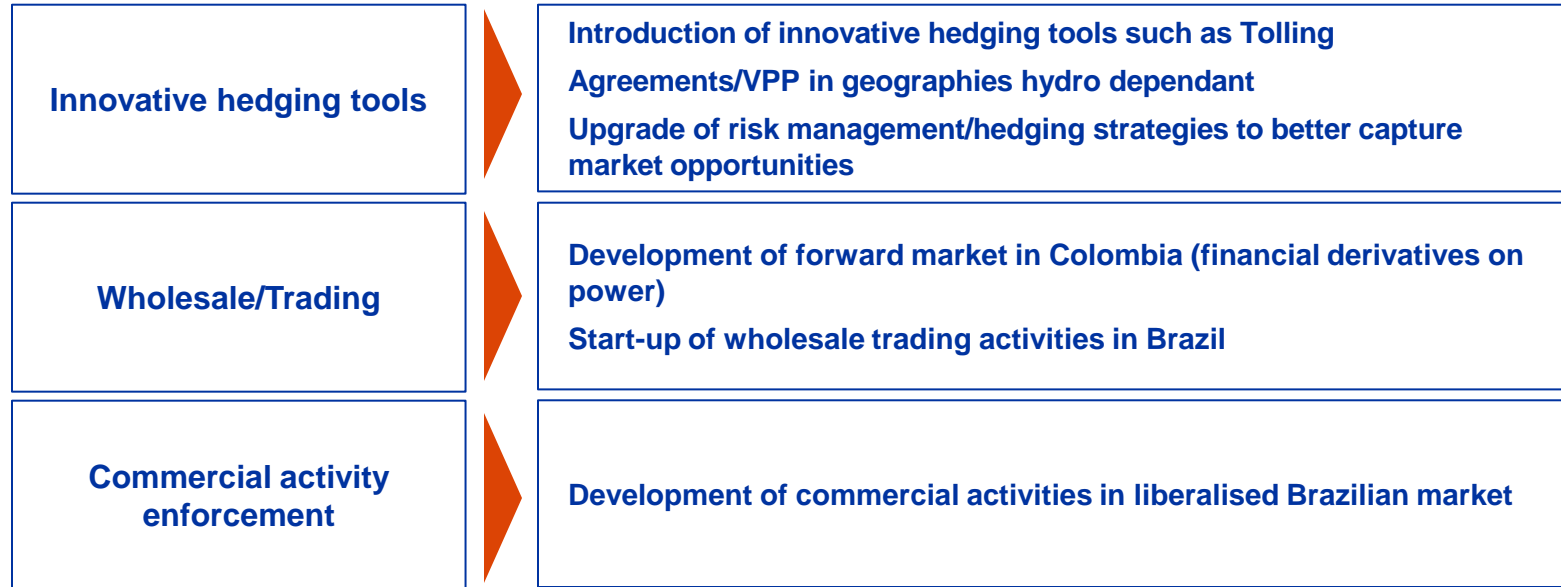 Innovative hedging tools
Introduction of innovative hedging tools such as Tolling
Agreements/VPP in geographies hydro dependant
Upgrade of risk management/hedging strategies to better capture
market opportunities
Wholesale/Trading
Development of forward market in Colombia (financial derivatives on
power)
Start-up of wholesale trading activities in Brazil
Commercial activity
enforcement
Development of commercial activities in liberalised Brazilian market